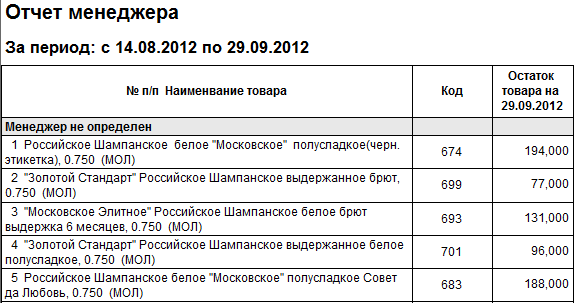 Отчет менеджера
За период: с 14.08.2012 по 29.09.2012
№ п/п Наименвание товара
Код
Остаток
товара на
29.09.2012
Менеджер не определен
1 Российское Шампанское белое "Московское" полусладкое(черн.
этикетка), 0.750 (МОЛ)
674
194,000
2 "Золотой Стандарт" Российское Шампанское выдержанное брют,
0.750 (МОЛ)
699
77,000
3 "Московское Элитное" Российское Шампанское белое брют
выдержка 6 месяцев, 0.750 (МОЛ)
693
131,000
4 "Золотой Стандарт" Российское Шампанское выдержанное белое
полусладкое, 0.750 (МОЛ)
701
96,000
5 Российское Шампанское белое "Московское" полусладкое Совет
да Любовь, 0.750 (МОЛ)
683
188,000